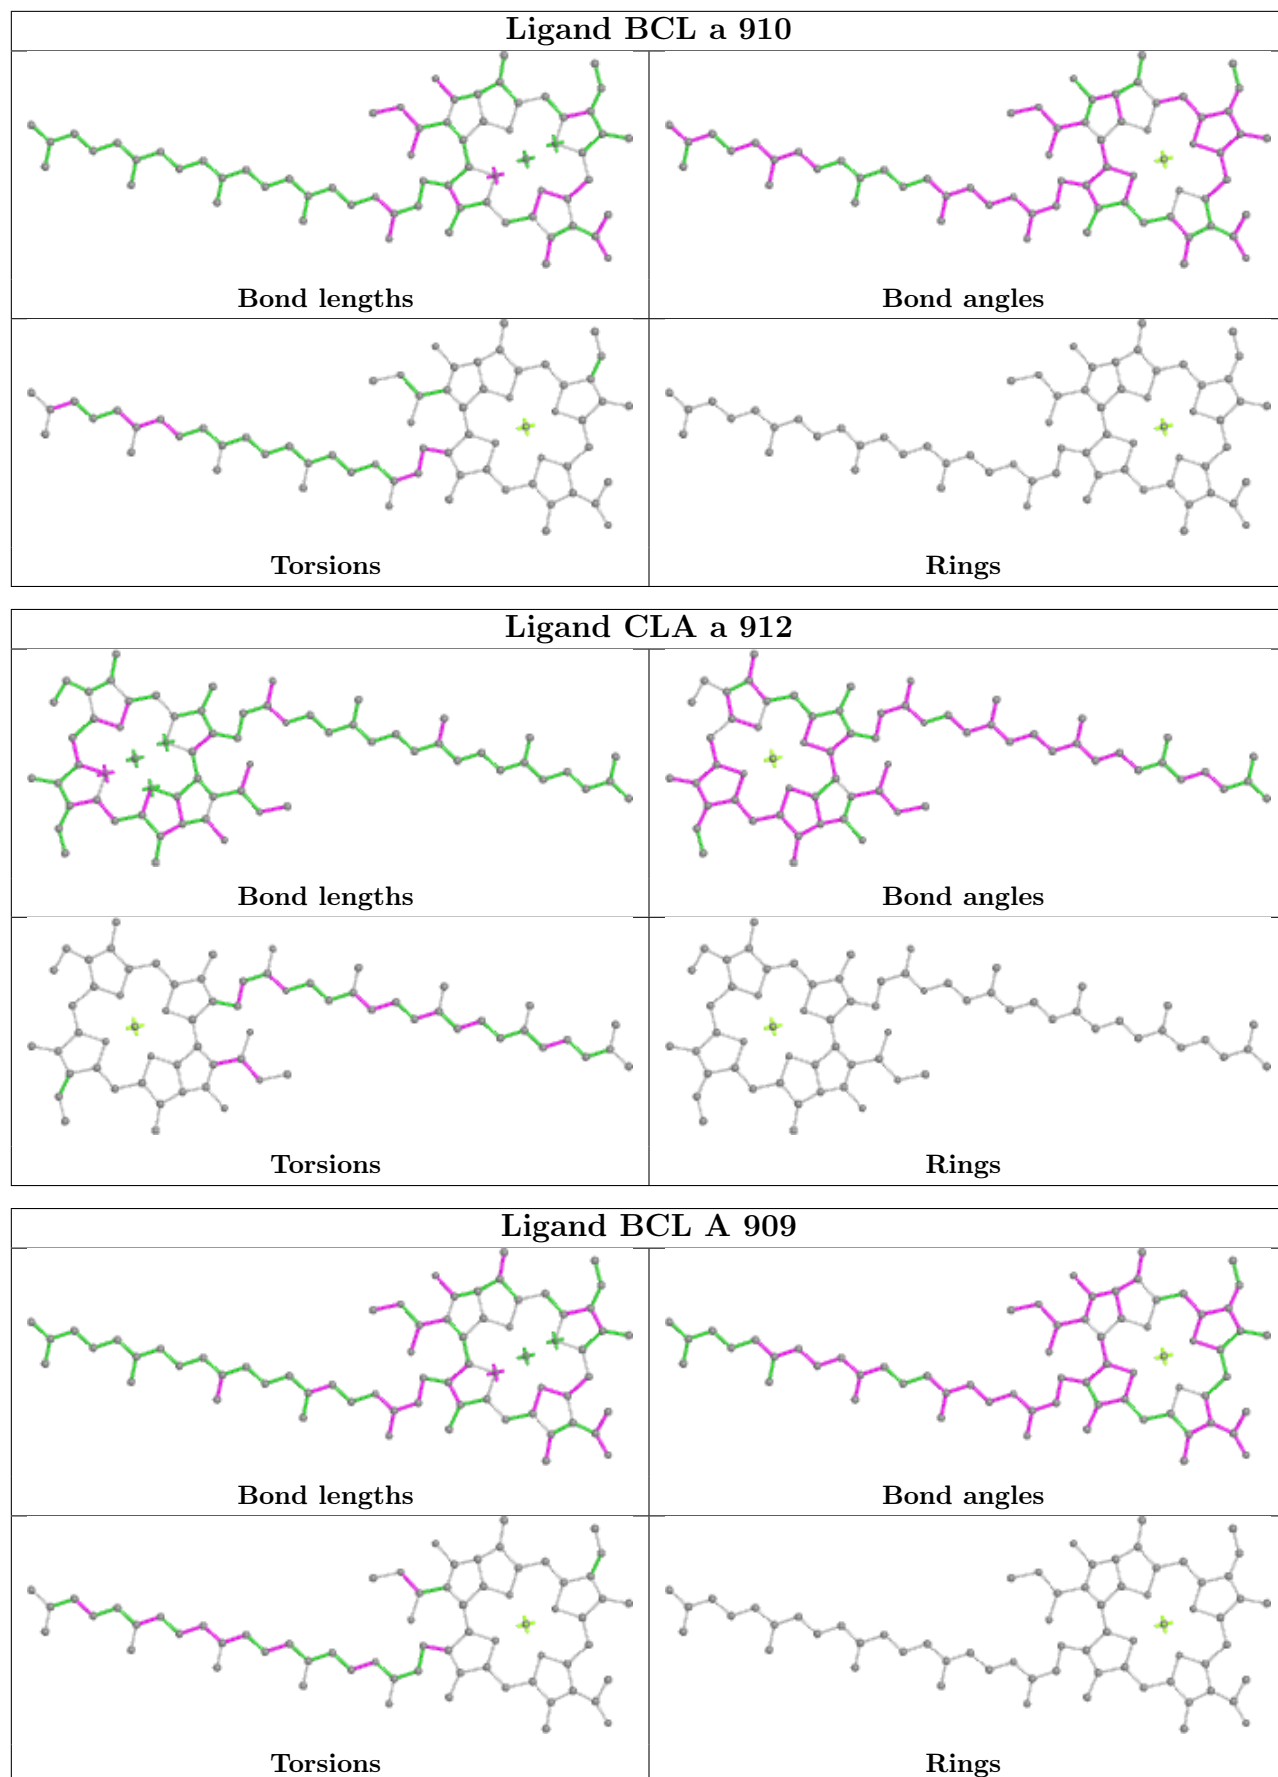 Ligand BCL a 910
Bond lengths
Bond angles
Torsions
Rings
Ligand CLA a 912
Bond lengths
Bond angles
Torsions
Rings
Ligand BCL A 909
Bond lengths
Bond angles
Torsions
Rings